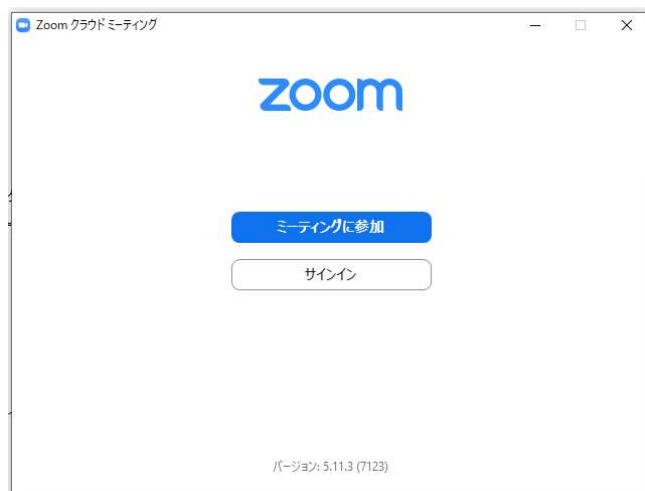 Zoom クラウド ミーティング
zoom
ミーティングに参加
サインイン
バージョン: 5.11.3 (7123)